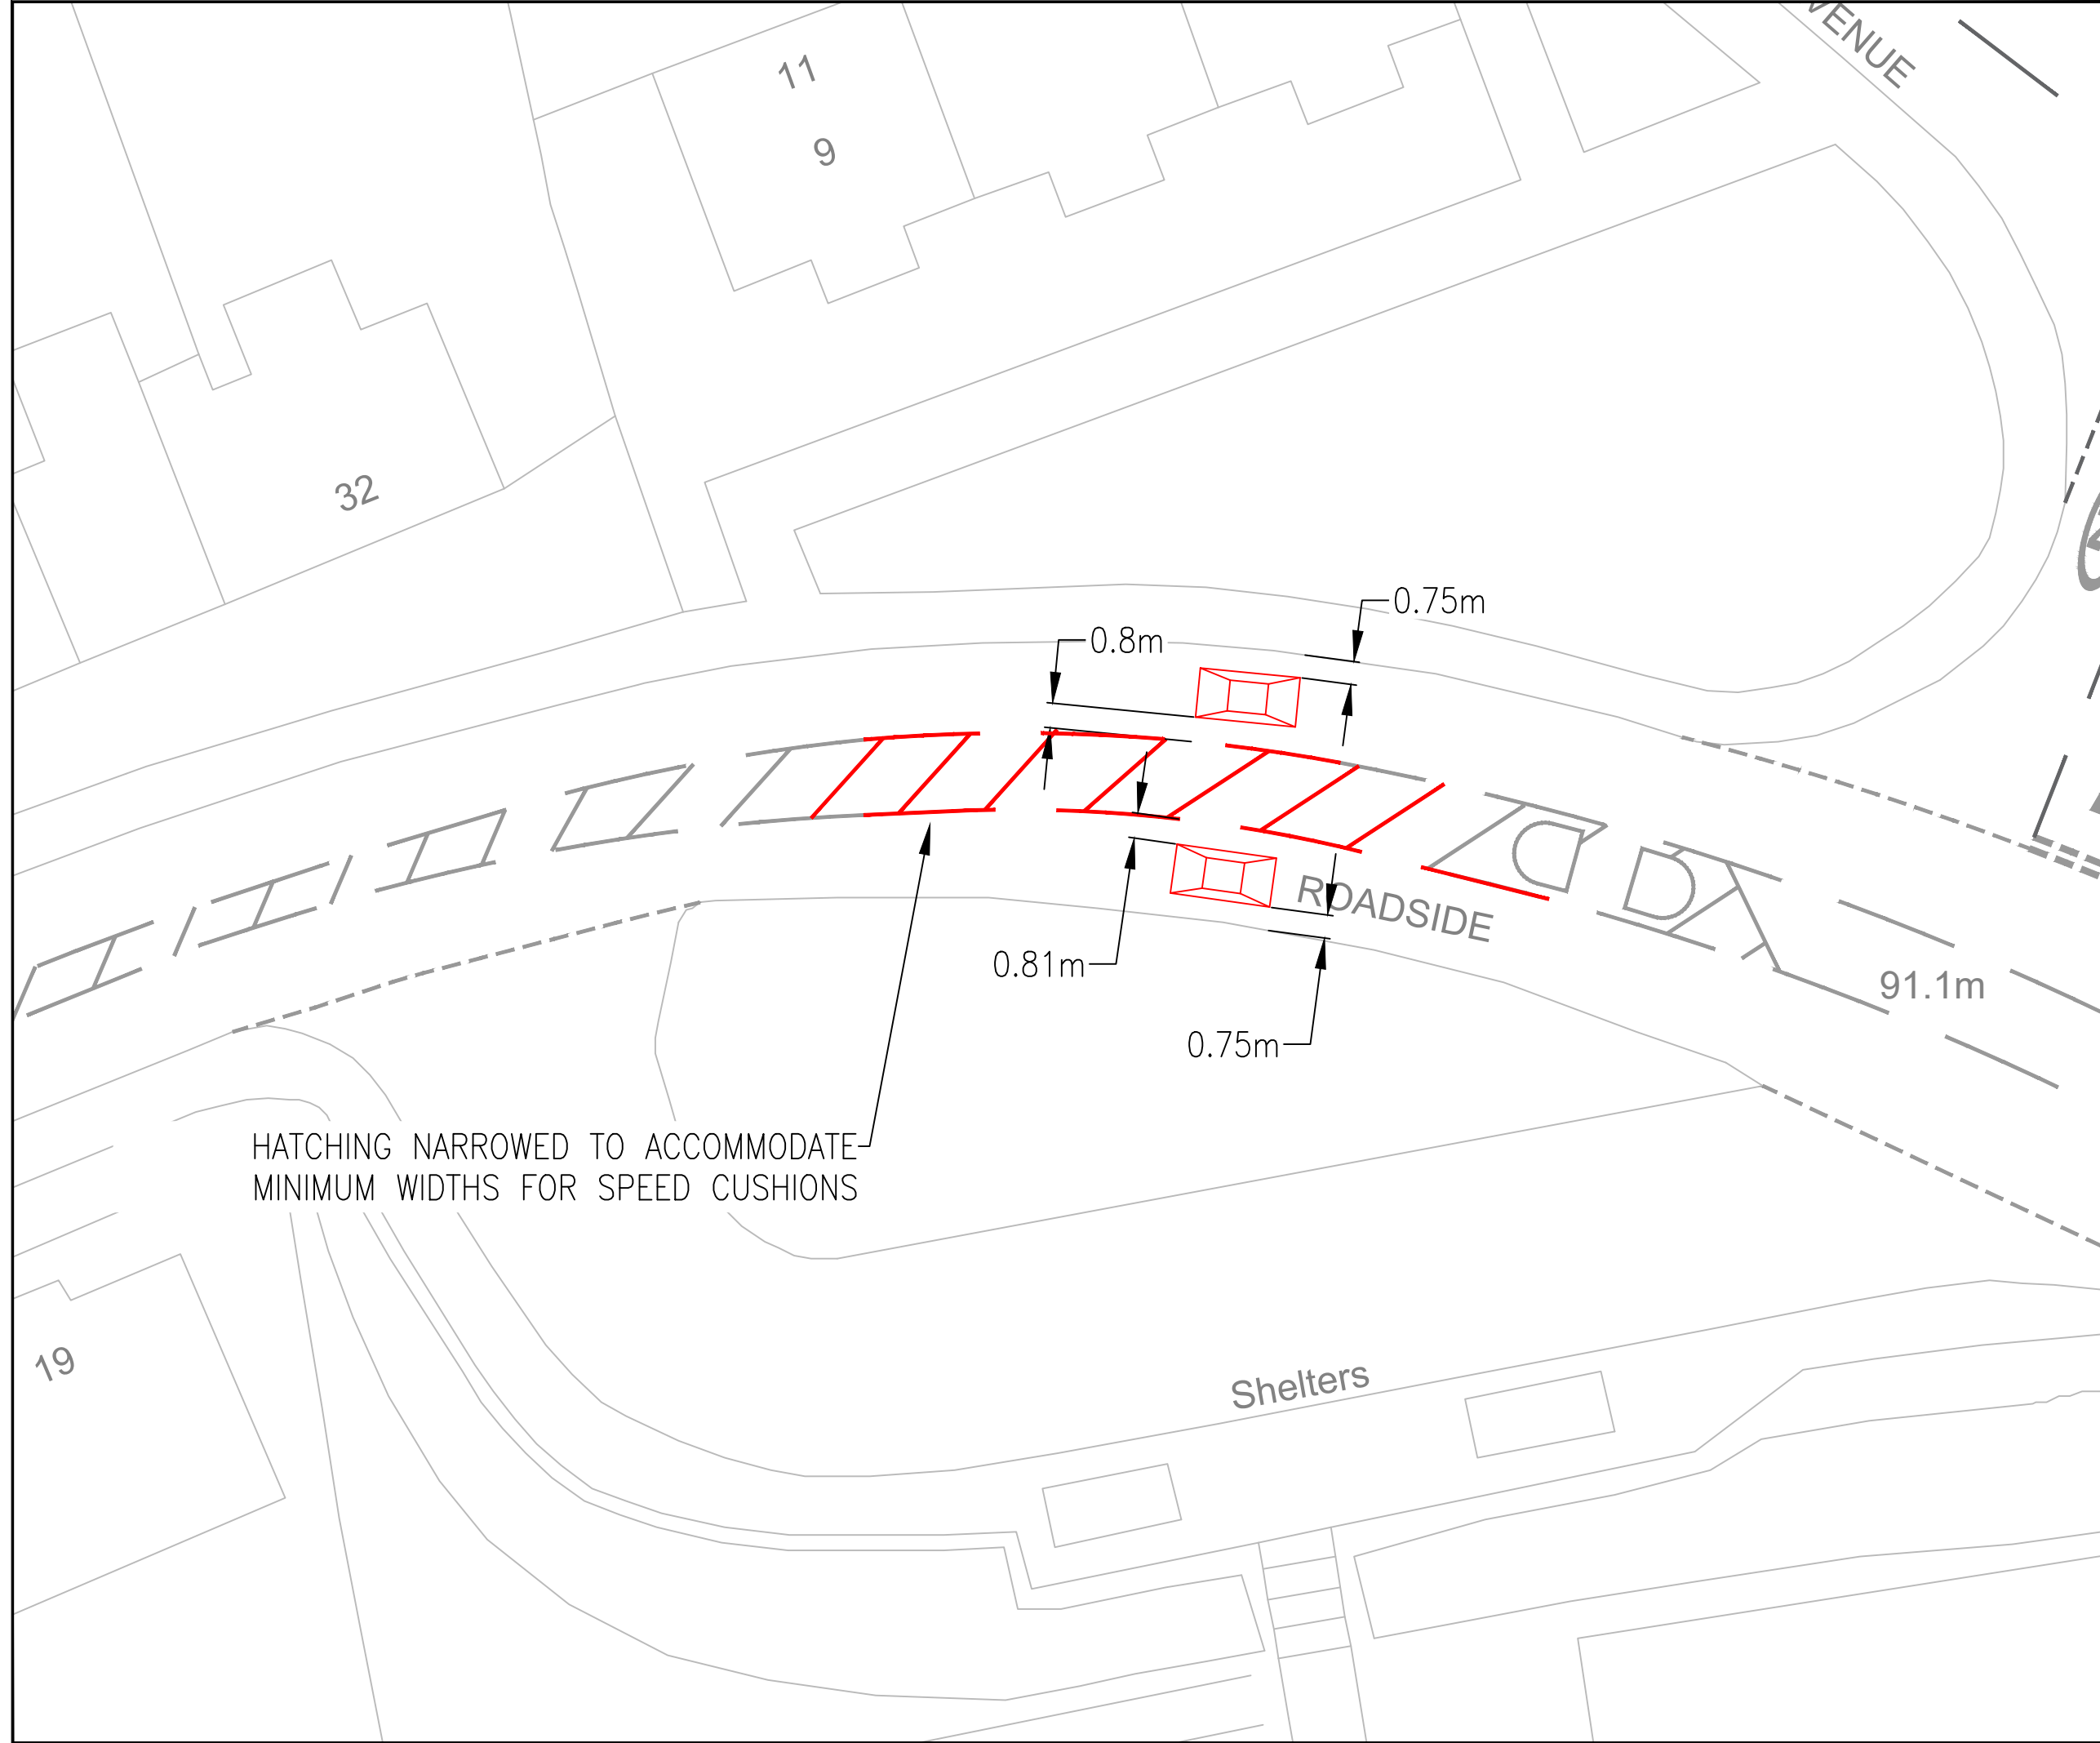 VENUE
11
9
32
0.75m
0.8m
ROADSIDE
0.81m
91.1m
0.75m
HATCHING NARROWED TO ACCOMMODATE
MINIMUM WIDTHS FOR SPEED CUSHIONS
19
Shelters